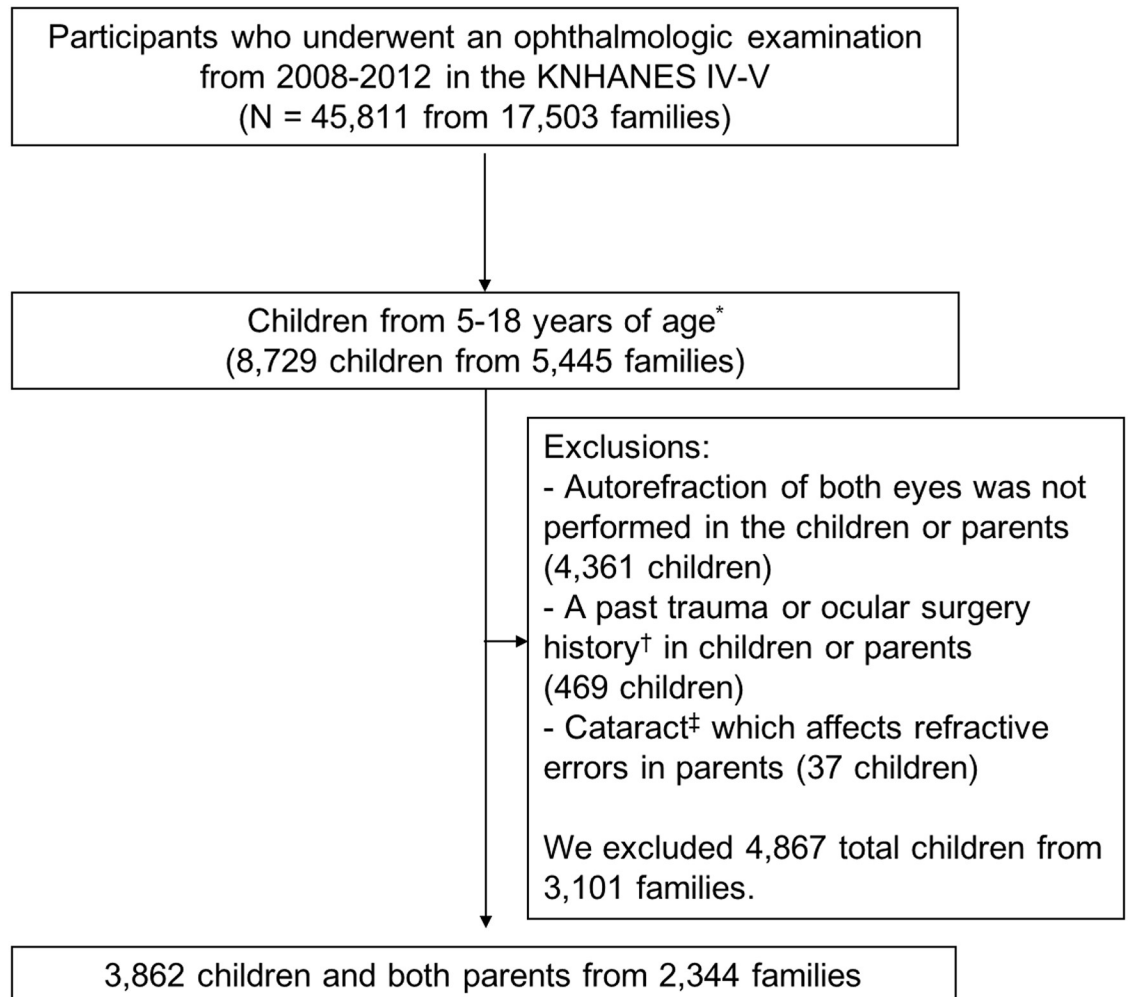 Participants who underwent an ophthalmologic examination
from 2008-2012 in the KNHANES IV-V
(N = 45,811 from 17,503 families)
Children from 5-18 years of age*
(8,729 children from 5,445 families)
Exclusions:
- Autorefraction of both eyes was not
performed in the children or parents
(4,361 children)
- A past trauma or ocular surgery
history† in children or parents
(469 children)
- Cataract‡ which affects refractive
errors in parents (37 children)
We excluded 4,867 total children from
3,101 families.
3,862 children and both parents from 2,344 families